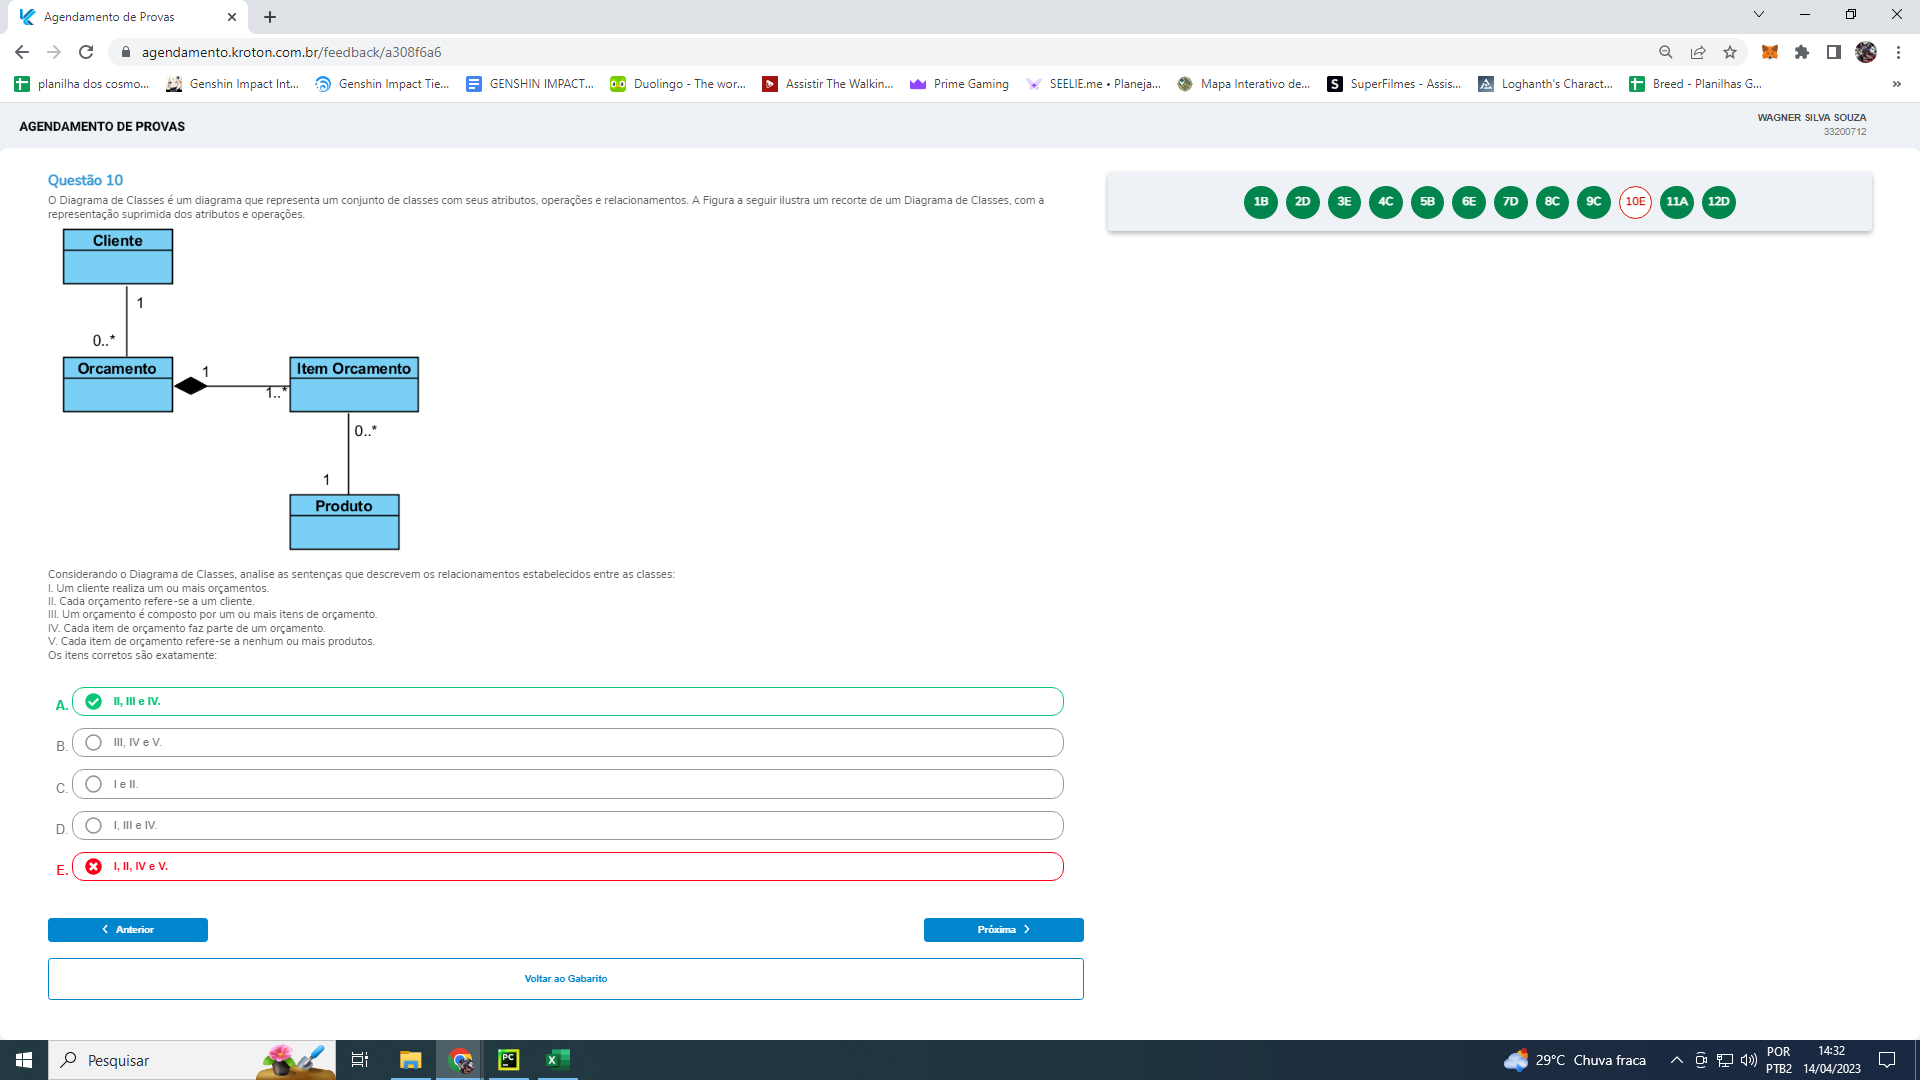 Agendamento de Provas
agendamento.kroton.com.br/feedback/a308f6a6
planilha dos cosmo...
Genshin Impact Int...
Genshin Impact Tie...
GENSHIN IMPACT...
Duolingo - The wor...
Assistir The Walkin...
Prime Gaming
SEELIE.me • Planeja...
Mapa Interativo de...
SuperFilmes - Assis...
Loghanth's Charact...
Breed - Planilhas G...
»
AGENDAMENTO DE PROVAS
WAGNER SILVA SOUZA
33200712
Questão 10
O Diagrama de Classes é um diagrama que representa um conjunto de classes com seus atributos, operações e relacionamentos. A Figura a seguir ilustra um recorte de um Diagrama de Classes, com a
representação suprimida dos atributos e operações.
1B 2D 3E 4C 5B 6E 7D 8C 9C 10E 11A 12D
Cliente
1
0..*
Orcamento
1
1..*
Item Orcamento
0..*
1
Produto
Considerando o Diagrama de Classes, analise as sentenças que descrevem os relacionamentos estabelecidos entre as classes:
I. Um cliente realiza um ou mais orçamentos.
II. Cada orçamento refere-se a um cliente.
III. Um orçamento é composto por um ou mais itens de orçamento.
IV. Cada item de orçamento faz parte de um orçamento.
V. Cada item de orçamento refere-se a nenhum ou mais produtos.
Os itens corretos são exatamente:
A. II, III e IV.
B. III, IV e V.
C. I e II.
D. I, III e IV.
E. I, II, IV e V.
Anterior
Próxima
Voltar ao Gabarito
Pesquisar
PC
29°C Chuva fraca
POR
PTB2
14:32
14/04/2023